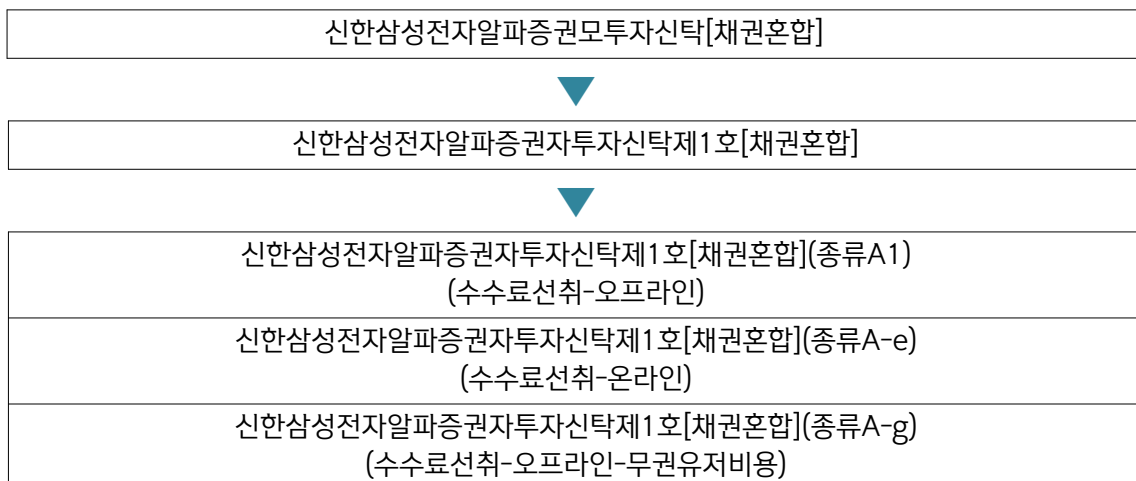 신한삼성전자알파증권모투자신탁[채권혼합]
신한삼성전자알파증권자투자신탁제1호[채권혼합]
신한삼성전자알파증권자투자신탁제1호[채권혼합](종류A1)
(수수료선취-오프라인)
신한삼성전자알파증권자투자신탁제1호[채권혼합](종류A-e)
(수수료선취-온라인)
신한삼성전자알파증권자투자신탁제1호[채권혼합](종류A-g)
(수수료선취-오프라인-무권유저비용)